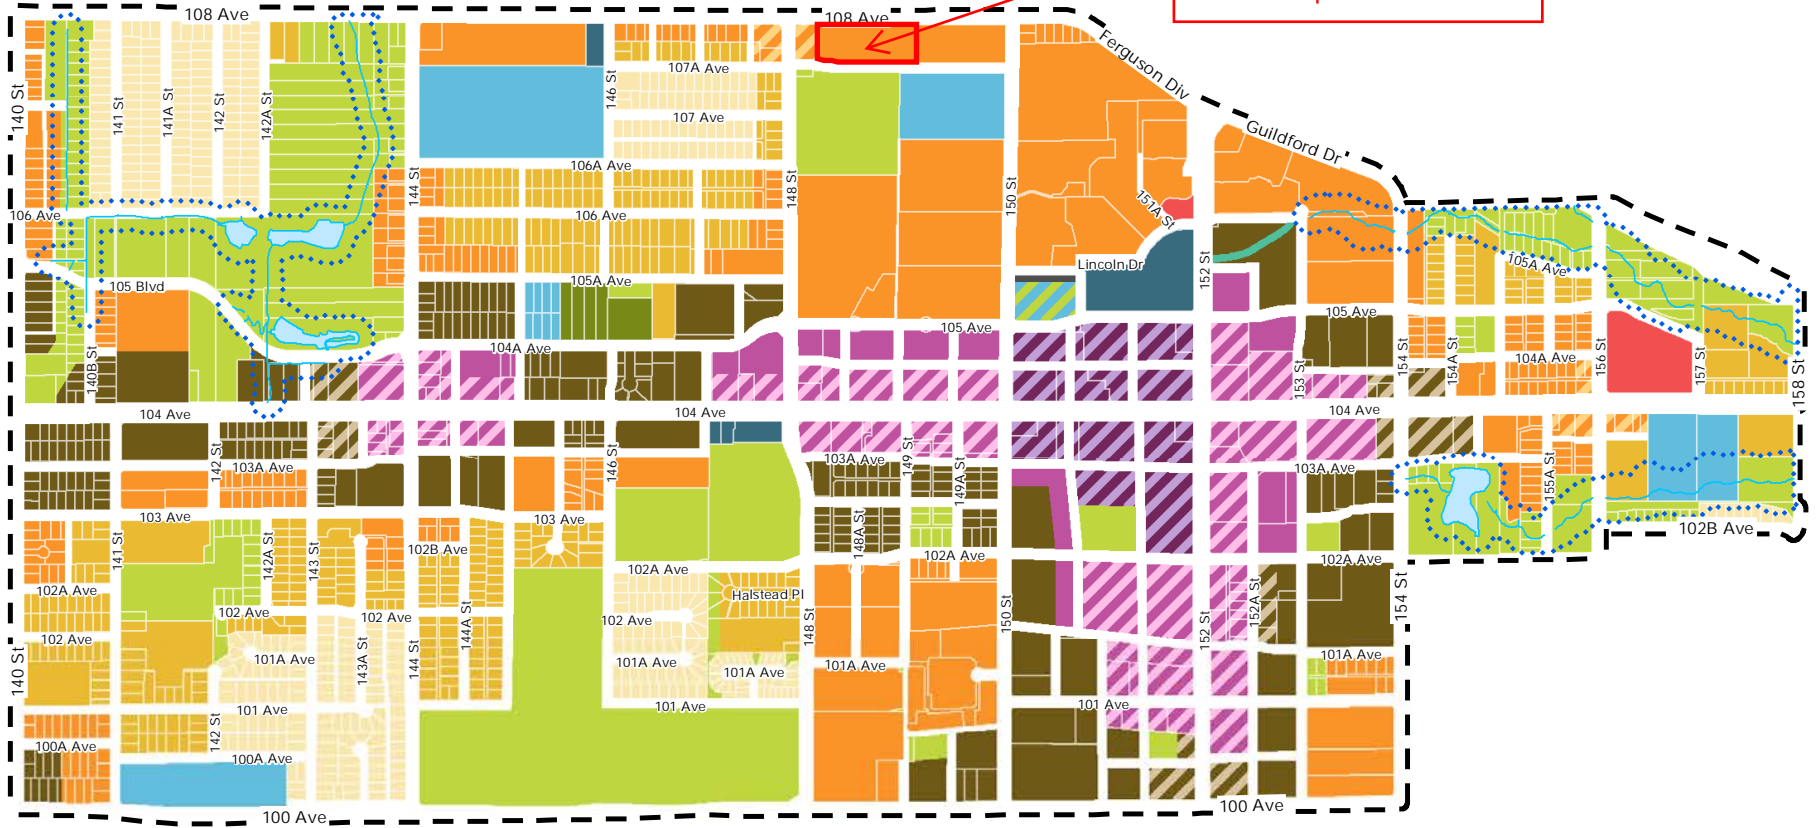 108 Ave
108 Ave
Ferguson Div
Guildford Dr
107A Ave
107 Ave
106A Ave
106 Ave
106 Ave
105A Ave
105A Ave
105 Blvd
Lincoln Dr
105 Ave
105 Ave
104A Ave
104A Ave
104 Ave
104 Ave
104 Ave
103A Ave
103A Ave
103A Ave
103 Ave
103 Ave
102B Ave
102B Ave
102A Ave
102A Ave
102A Ave
102A Ave
Halstead Pl
102 Ave
102 Ave
102 Ave
102 Ave
101A Ave
101A Ave
101A Ave
101A Ave
101A Ave
101 Ave
101 Ave
101 Ave
100A Ave
100A Ave
100 Ave
100 Ave
140 St
141 St
141A St
142 St
142A St
144 St
146 St
148 St
150 St
151A St
152 St
140B St
153 St
154 St
154A St
156 St
157 St
158 St
142 St
146 St
149 St
149A St
148A St
155A St
141 St
142A St
143 St
140 St
142 St
143A St
144 St
144A St
148 St
150 St
152 St
152A St
154 St